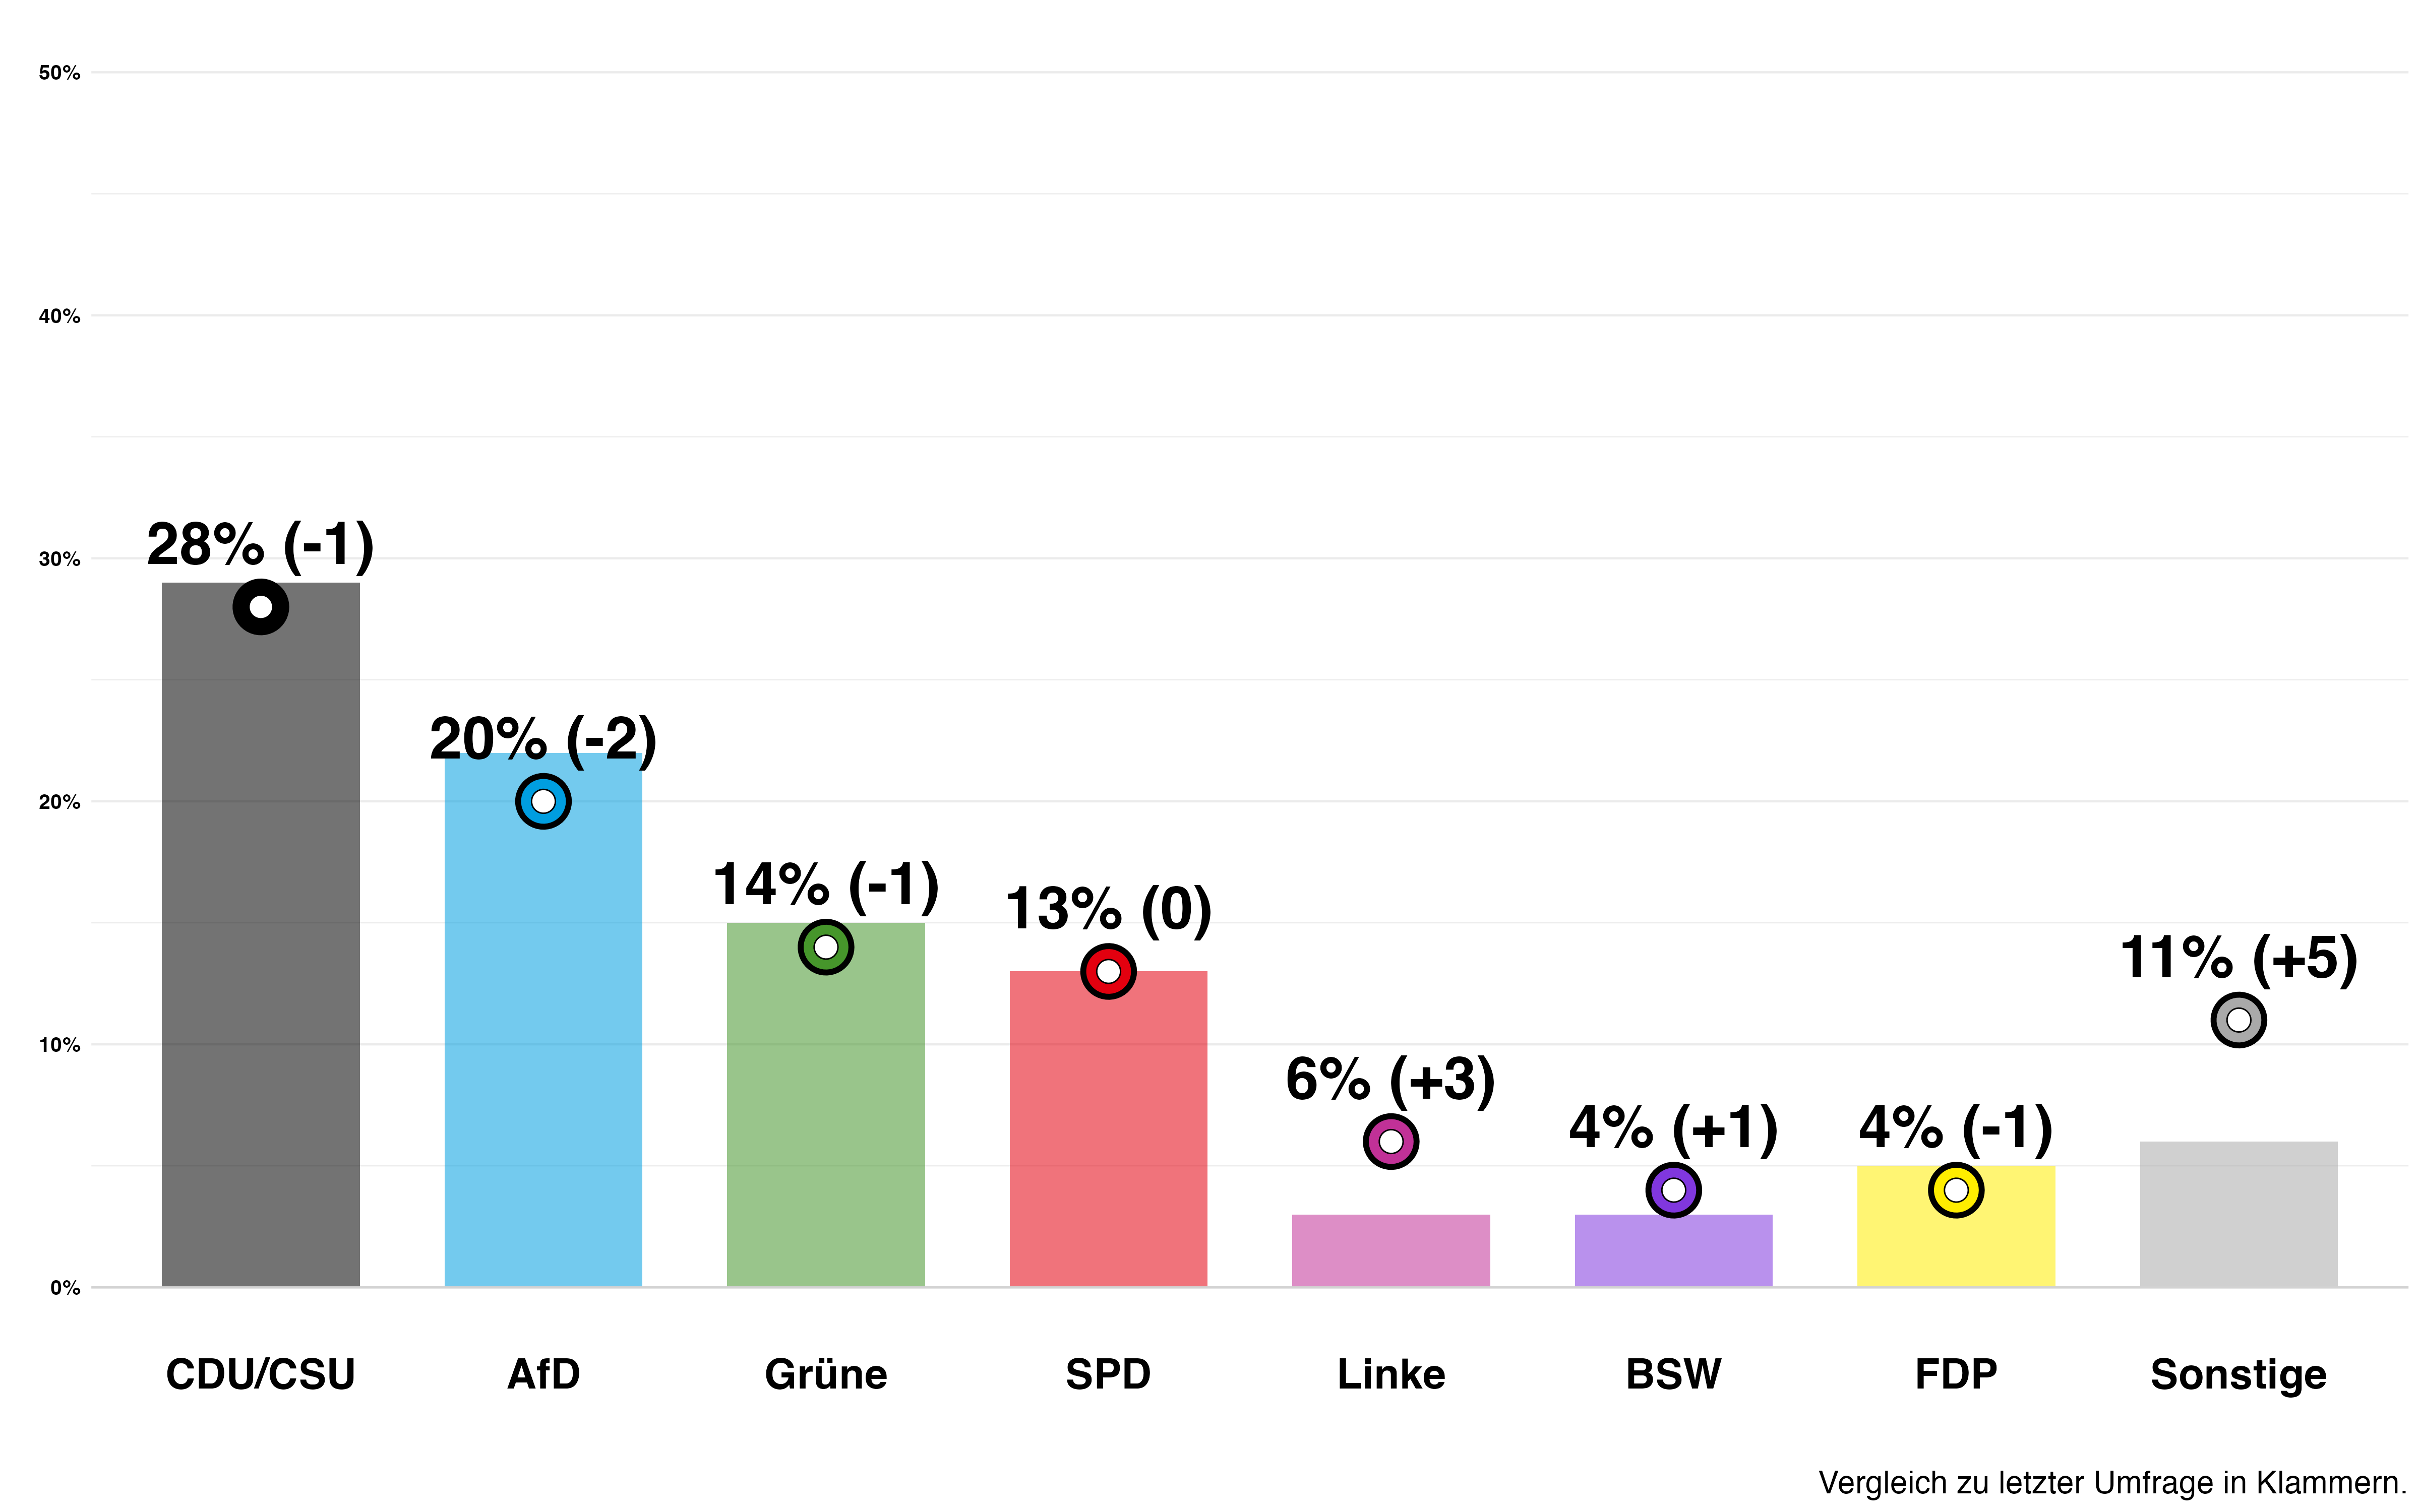 50%
40%
30%
20%
10%
0%
28% (-1)
20% (-2)
14% (-1)
13% (0)
6% (+3)
4% (+1)
4% (-1)
11% (+5)
CDU/CSU
AfD
Grüne
SPD
Linke
BSW
FDP
Sonstige
Vergleich zu letzter Umfrage in Klammern.